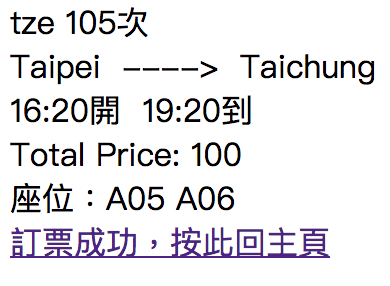 tze 105次
Taipei ----> Taichung
16:20開 19:20到
Total Price: 100
座位：A05 A06
訂票成功，按此回主頁